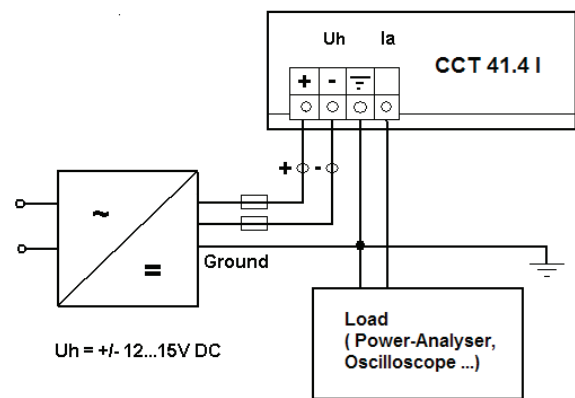 Uh Ia
CCT 41.4 I
+ -
+ -
~
=
Ground
Uh = +/- 12...15V DC
Load
( Power-Analyser,
Oscilloscope ...)